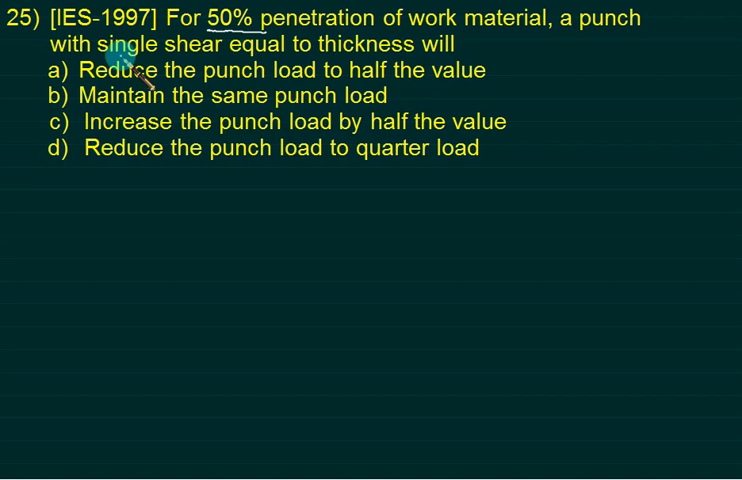 25) [IES-1997] For 50% penetration of work material, a punch
with single shear equal to thickness will
a) Reduce the punch load to half the value
b) Maintain the same punch load
c) Increase the punch load by half the value
d) Reduce the punch load to quarter load